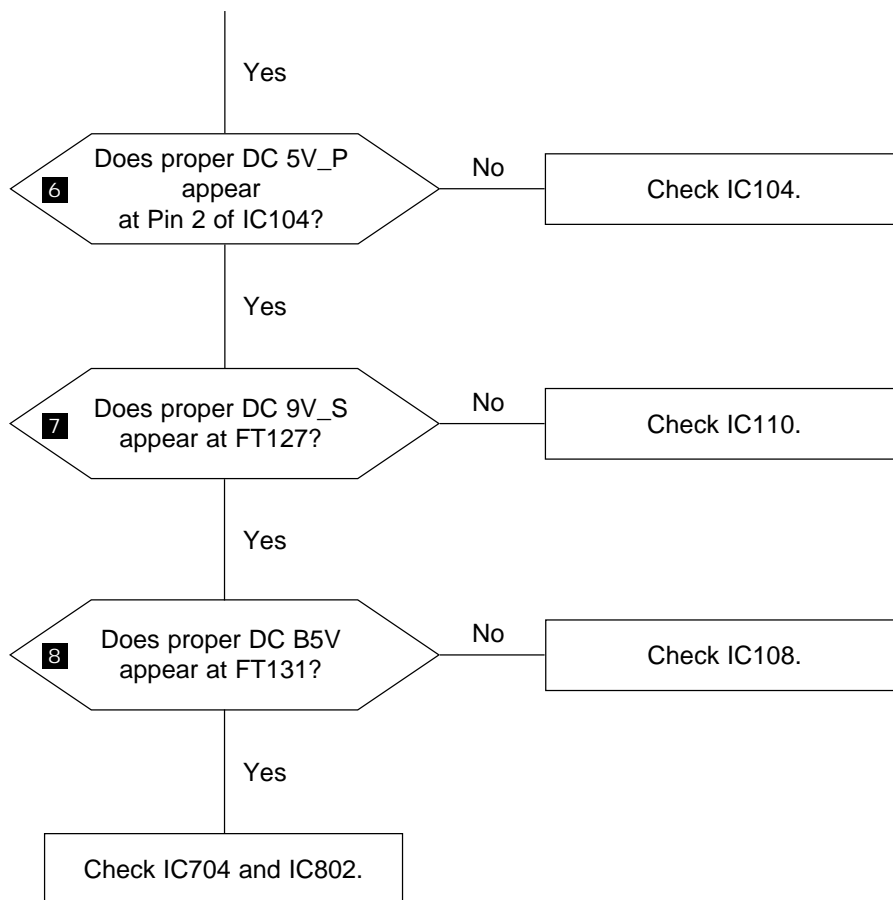 Yes
6
Does proper DC 5V_P
appear
at Pin 2 of IC104?
No
Check IC104.
Yes
7
Does proper DC 9V_S
appear at FT127?
No
Check IC110.
Yes
8
Does proper DC B5V
appear at FT131?
No
Check IC108.
Yes
Check IC704 and IC802.